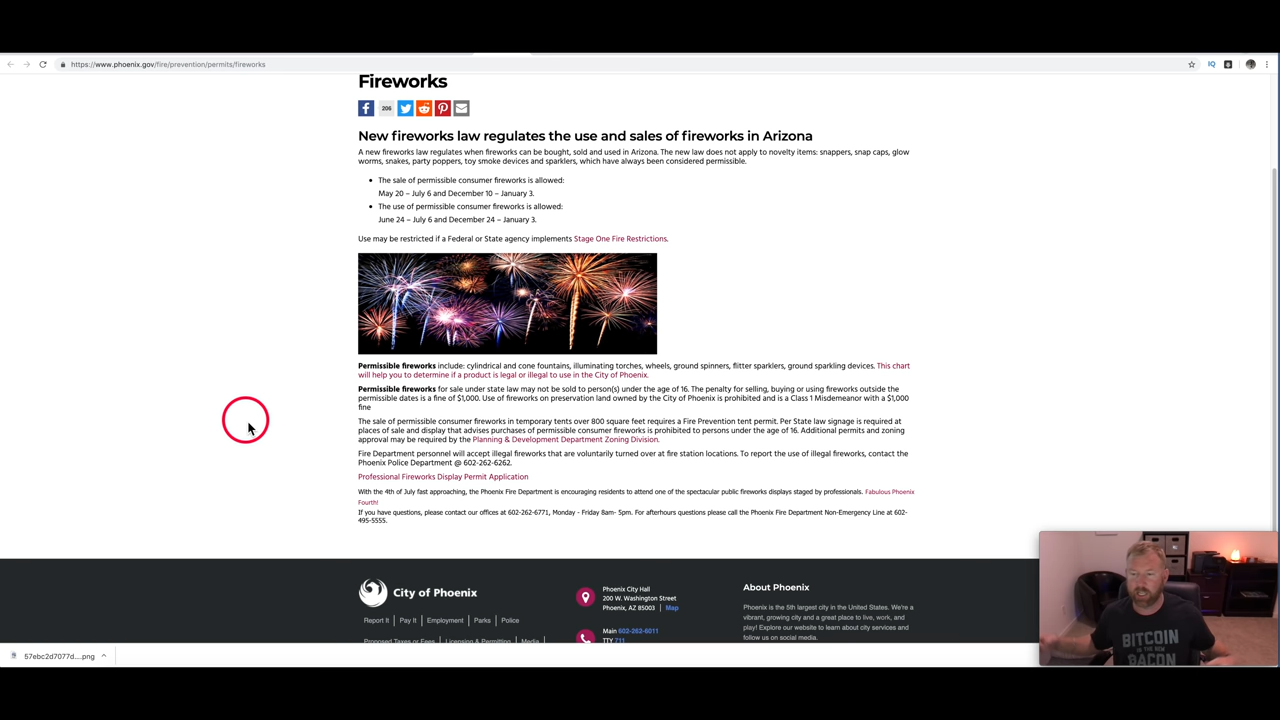 https://www.phoenix.gov/fire/prevention/permits/fireworks
IQ
Fireworks
206
New fireworks law regulates the use and sales of fireworks in Arizona
A new fireworks law regulates when fireworks can be bought, sold and used in Arizona. The new law does not apply to novelty items: snappers, snap caps, glow
worms, snakes, party poppers, toy smoke devices and sparklers, which have always been considered permissible.
The sale of permissible consumer fireworks is allowed:
May 20 – July 6 and December 10 – January 3.
The use of permissible consumer fireworks is allowed:
June 24 – July 6 and December 24 – January 3.
Use may be restricted if a Federal or State agency implements Stage One Fire Restrictions.
Permissible fireworks include: cylindrical and cone fountains, illuminating torches, wheels, ground spinners, flitter sparklers, ground sparkling devices. This chart
will help you to determine if a product is legal or illegal to use in the City of Phoenix.
Permissible fireworks for sale under state law may not be sold to person(s) under the age of 16. The penalty for selling, buying or using fireworks outside the
permissible dates is a fine of $1,000. Use of fireworks on preservation land owned by the City of Phoenix is prohibited and is a Class 1 Misdemeanor with a $1,000
fine
The sale of permissible consumer fireworks in temporary tents over 800 square feet requires a Fire Prevention tent permit. Per State law signage is required at
places of sale and display that advises purchases of permissible consumer fireworks is prohibited to persons under the age of 16. Additional permits and zoning
approval may be required by the Planning & Development Department Zoning Division.
Fire Department personnel will accept illegal fireworks that are voluntarily turned over at fire station locations. To report the use of illegal fireworks, contact the
Phoenix Police Department @ 602-262-6262.
Professional Fireworks Display Permit Application
With the 4th of July fast approaching, the Phoenix Fire Department is encouraging residents to attend one of the spectacular public fireworks displays staged by professionals. Fabulous Phoenix
Fourth!
If you have questions, please contact our offices at 602-262-6771, Monday - Friday 8am- 5pm. For afterhours questions please call the Phoenix Fire Department Non-Emergency Line at 602-
495-5555.
City of Phoenix
Report It | Pay It | Employment | Parks | Police
Proposed Taxes or Fees | Licensing & Permitting | Media
Phoenix City Hall
200 W. Washington Street
Phoenix, AZ 85003 | Map
Main 602-262-6011
TTY 711
About Phoenix
Phoenix is the 5th largest city in the United States. We're a
vibrant, growing city and a great place to live, work, and
play! Explore our website to learn about city services and
follow us on social media.
57ebc2d7077d....png
BITCOIN
IS THE NEW
BACON